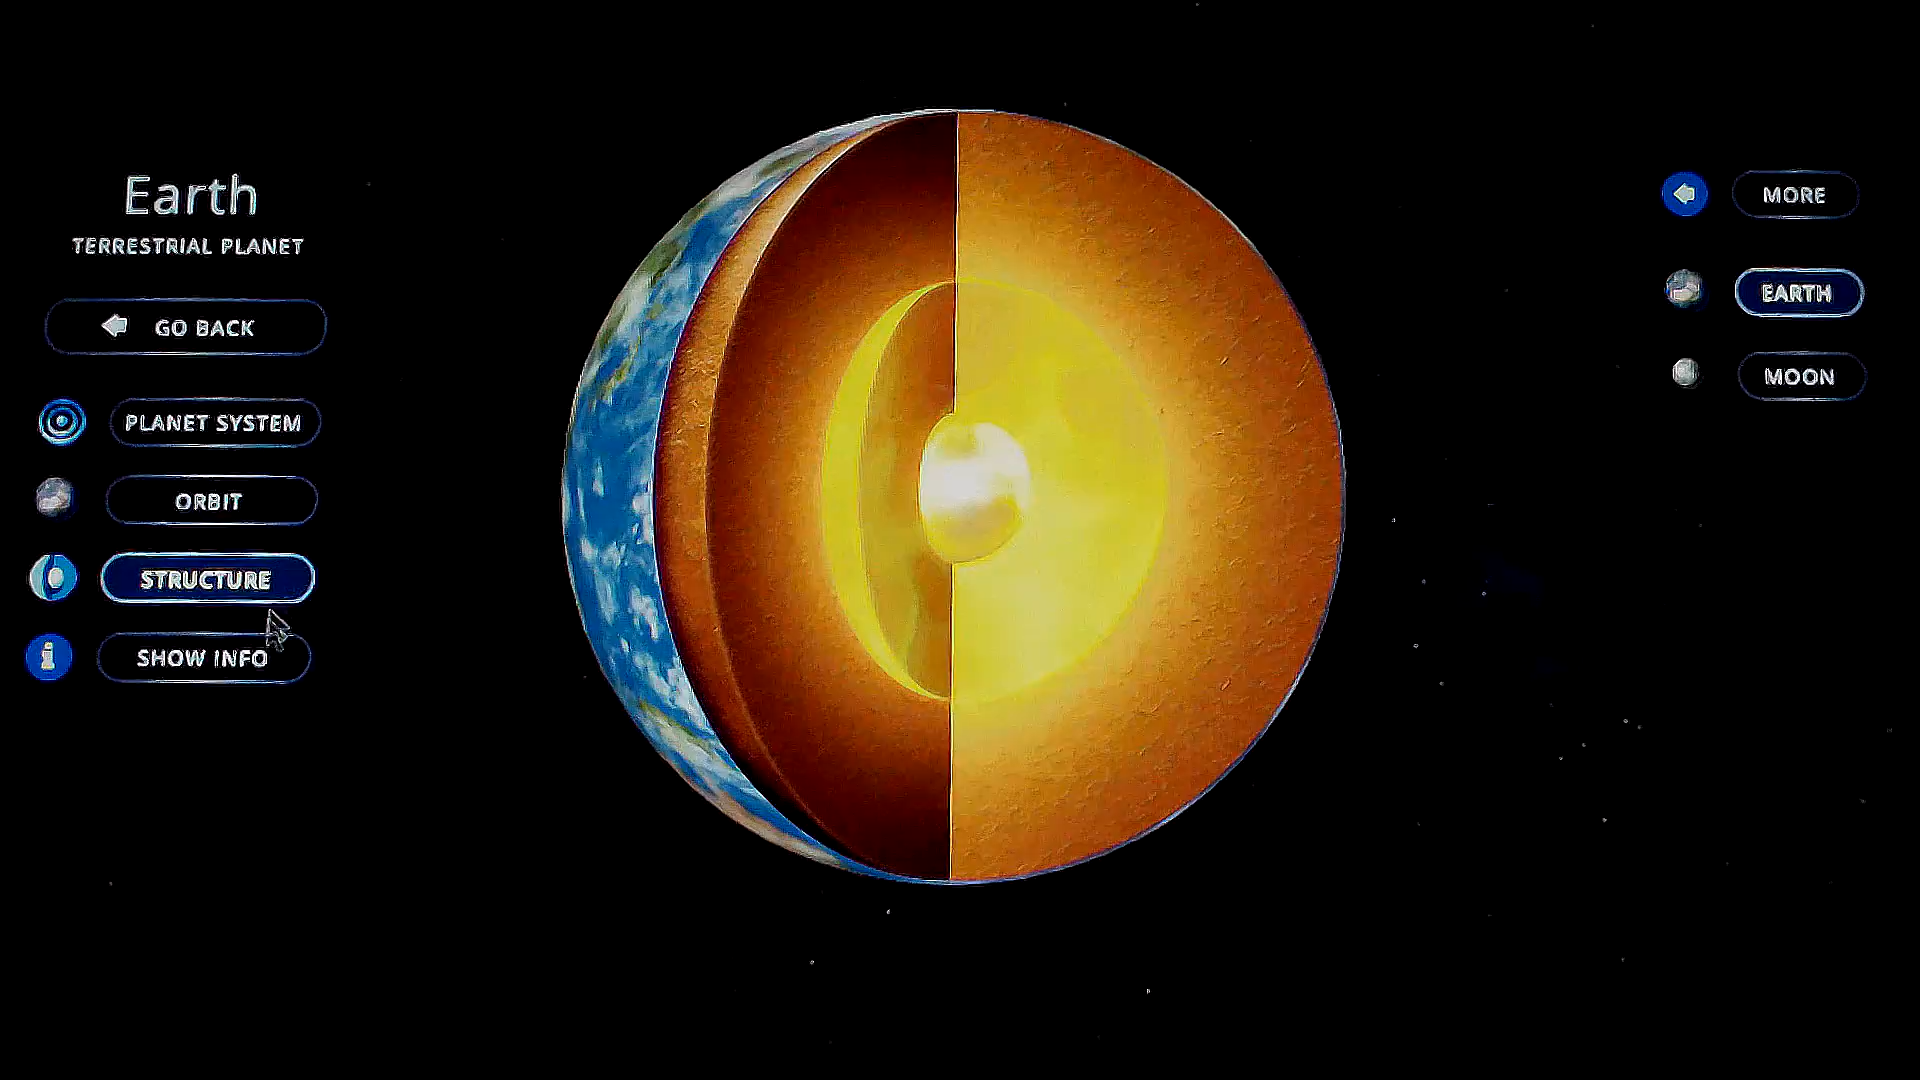 Earth
TERRESTRIAL PLANET
GO BACK
PLANET SYSTEM
ORBIT
STRUCTURE
SHOW INFO
MORE
EARTH
MOON